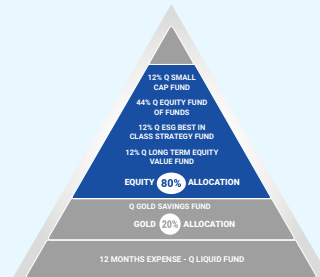 12% Q SMALL
CAP FUND
44% Q EQUITY FUND
OF FUNDS
12% Q ESG BEST IN
CLASS STRATEGY FUND
12% Q LONG TERM EQUITY
VALUE FUND
EQUITY 80% ALLOCATION
Q GOLD SAVINGS FUND
GOLD 20% ALLOCATION
12 MONTHS EXPENSE - Q LIQUID FUND